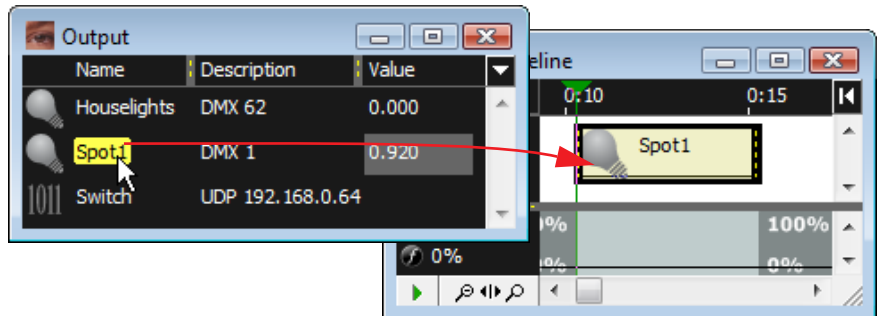 Output
Name Description Value
Houselights DMX 62 0.000
Spot1 DMX 1 0.920
1011 Switch UDP 192.168.0.64
eline
0:10 0:15
Spot1
0% 100%
0% 0%